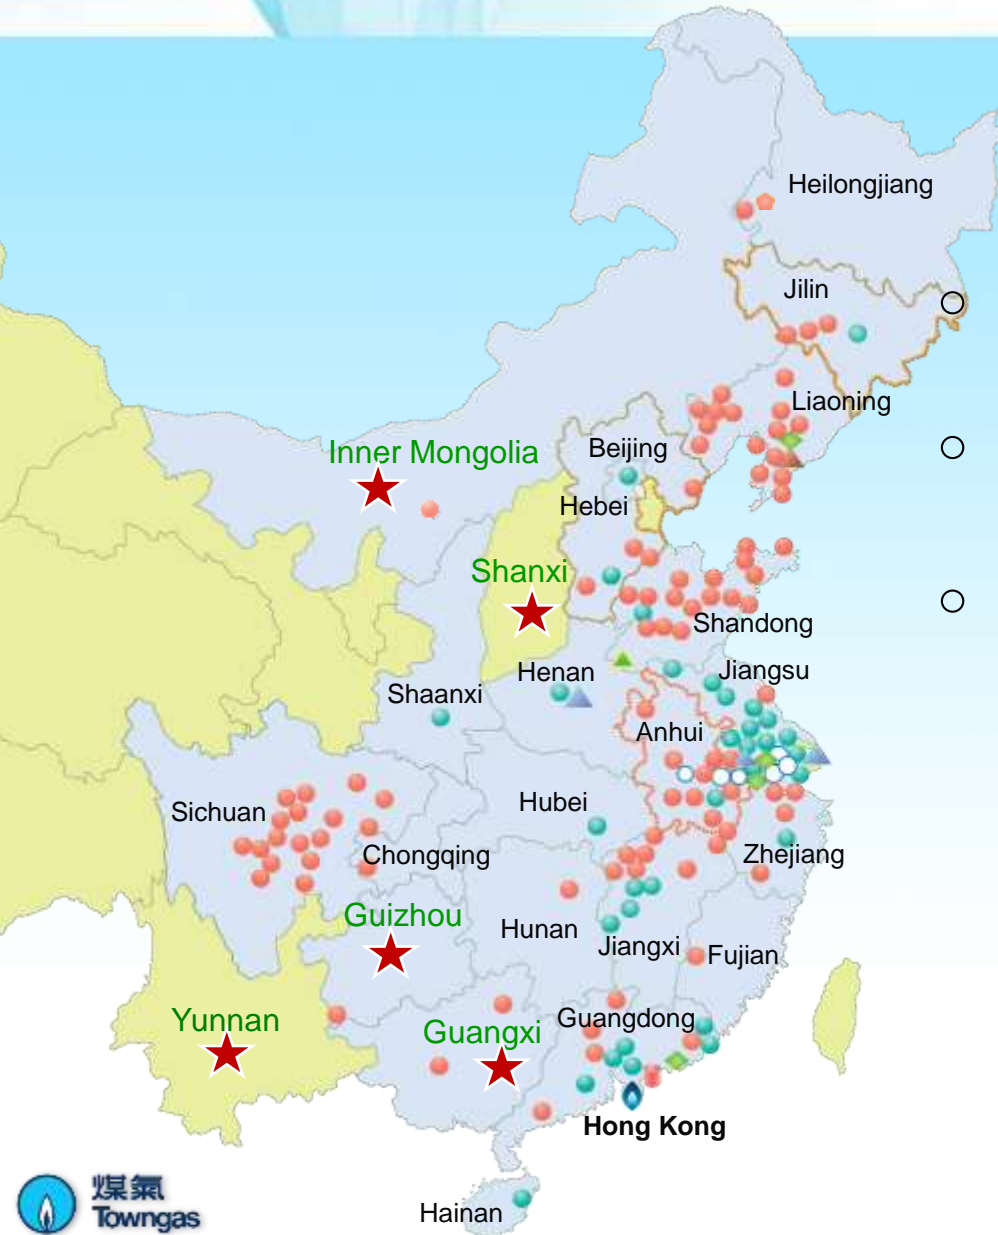 Heilongjiang
Jilin
Liaoning
Beijing
Inner Mongolia
Hebei
Shanxi
Shandong
Henan
Jiangsu
Shaanxi
Anhui
Hubei
Sichuan
Chongqing
Zhejiang
Guizhou
Hunan
Jiangxi
Fujian
Yunnan
Guangxi
Guangdong
Hong Kong
煤氣
Towngas
Hainan